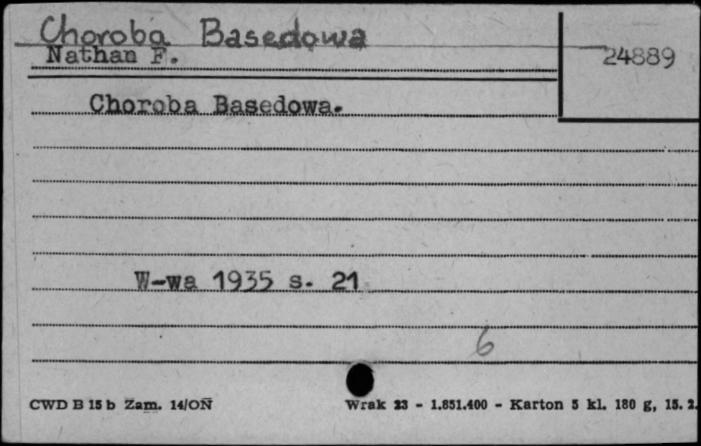 Choroba Basedowa
Nathan F.
24889
Choroba Basedowa.
W-wa 1935 s. 21
6
CWD B 15 b Zam. 14/ON Wrak 23 - 1.851.400 - Karton 5 kl. 180 g, 15. 2.